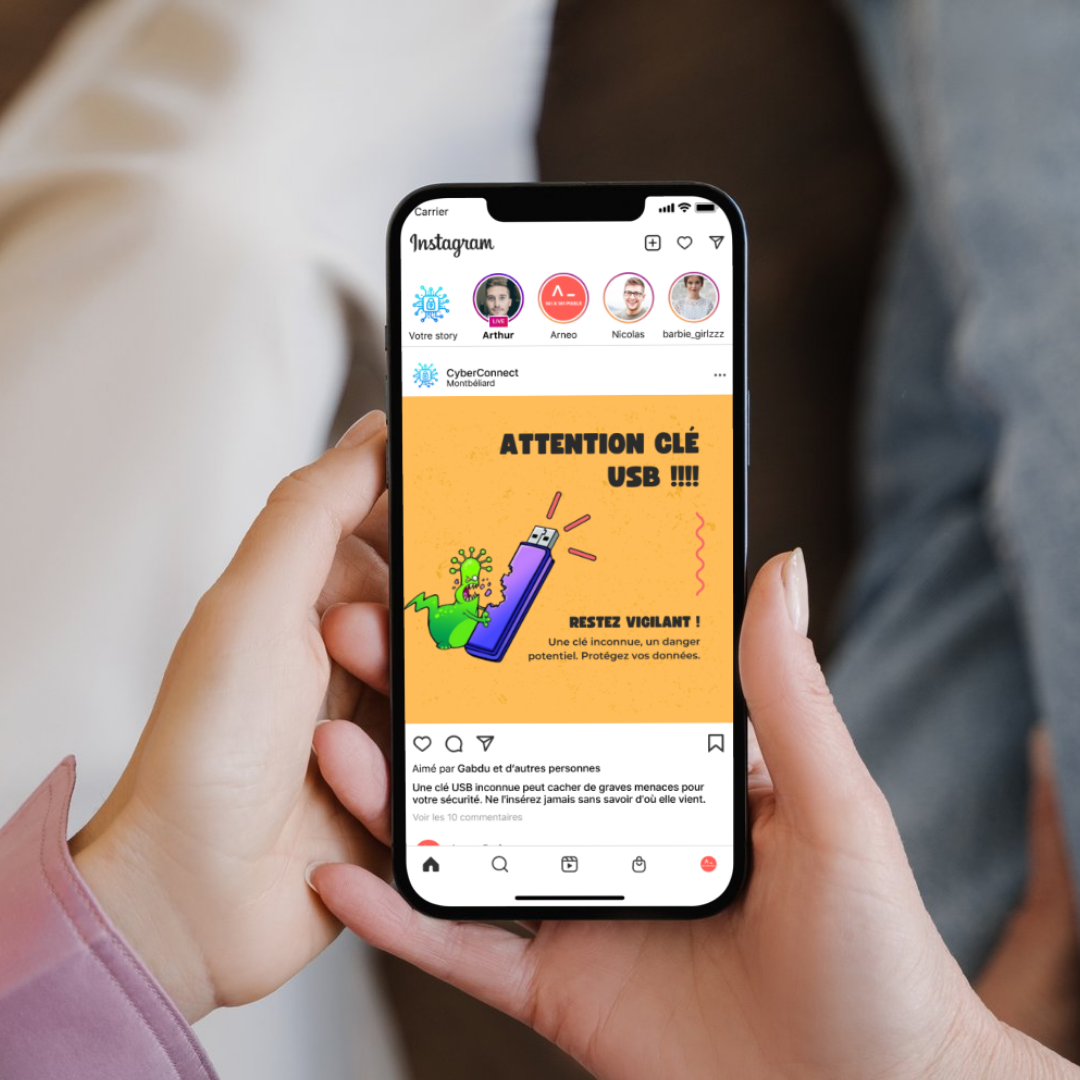 Carrier
Instagram
LIVE
Votre story
Arthur
Arneo
Nicolas
barbie_girlzzz
CyberConnect
Montbéliard
ATTENTION CLÉ
USB !!!!
RESTEZ VIGILANT !
Une clé inconnue, un danger
potentiel. Protégez vos données.
Aimé par Gabdu et d'autres personnes
Une clé USB inconnue peut cacher de graves menaces pour
votre sécurité. Ne l'insérez jamais sans savoir d'où elle vient.
Voir les 10 commentaires